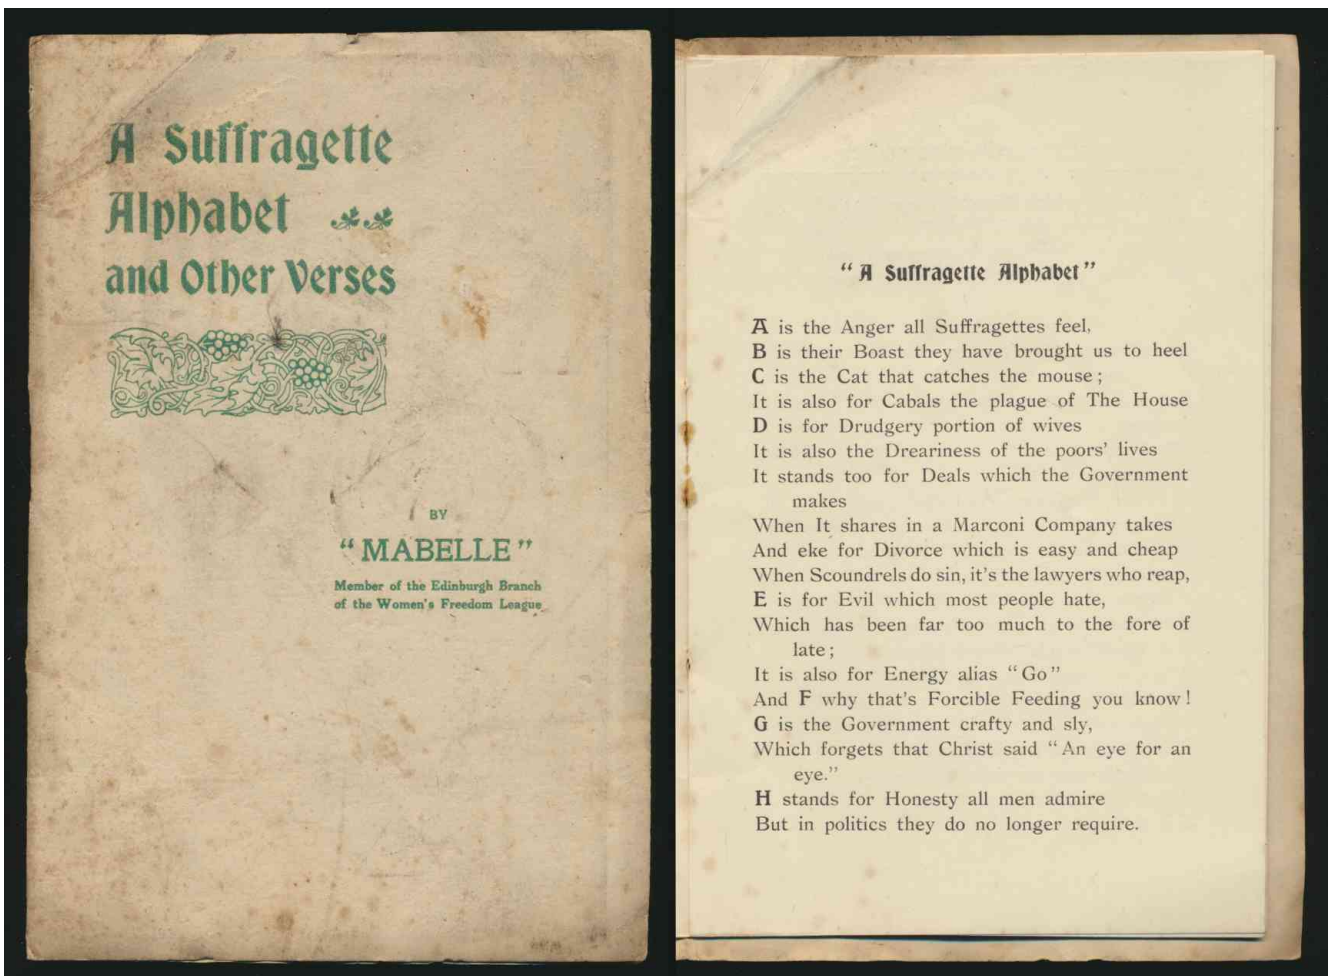 A Suffragette
Alphabet
and Other Verses
BY
“MABELLE”
Member of the Edinburgh Branch
of the Women's Freedom League
“A Suffragette Alphabet”
A is the Anger all Suffragettes feel,
B is their Boast they have brought us to heel
C is the Cat that catches the mouse;
It is also for Cabals the plague of The House
D is for Drudgery portion of wives
It is also the Dreariness of the poors' lives
It stands too for Deals which the Government
makes
When It shares in a Marconi Company takes
And eke for Divorce which is easy and cheap
When Scoundrels do sin, it's the lawyers who reap,
E is for Evil which most people hate,
Which has been far too much to the fore of
late;
It is also for Energy alias “Go”
And F why that's Forcible Feeding you know!
G is the Government crafty and sly,
Which forgets that Christ said “An eye for an
eye.”
H stands for Honesty all men admire
But in politics they do no longer require.